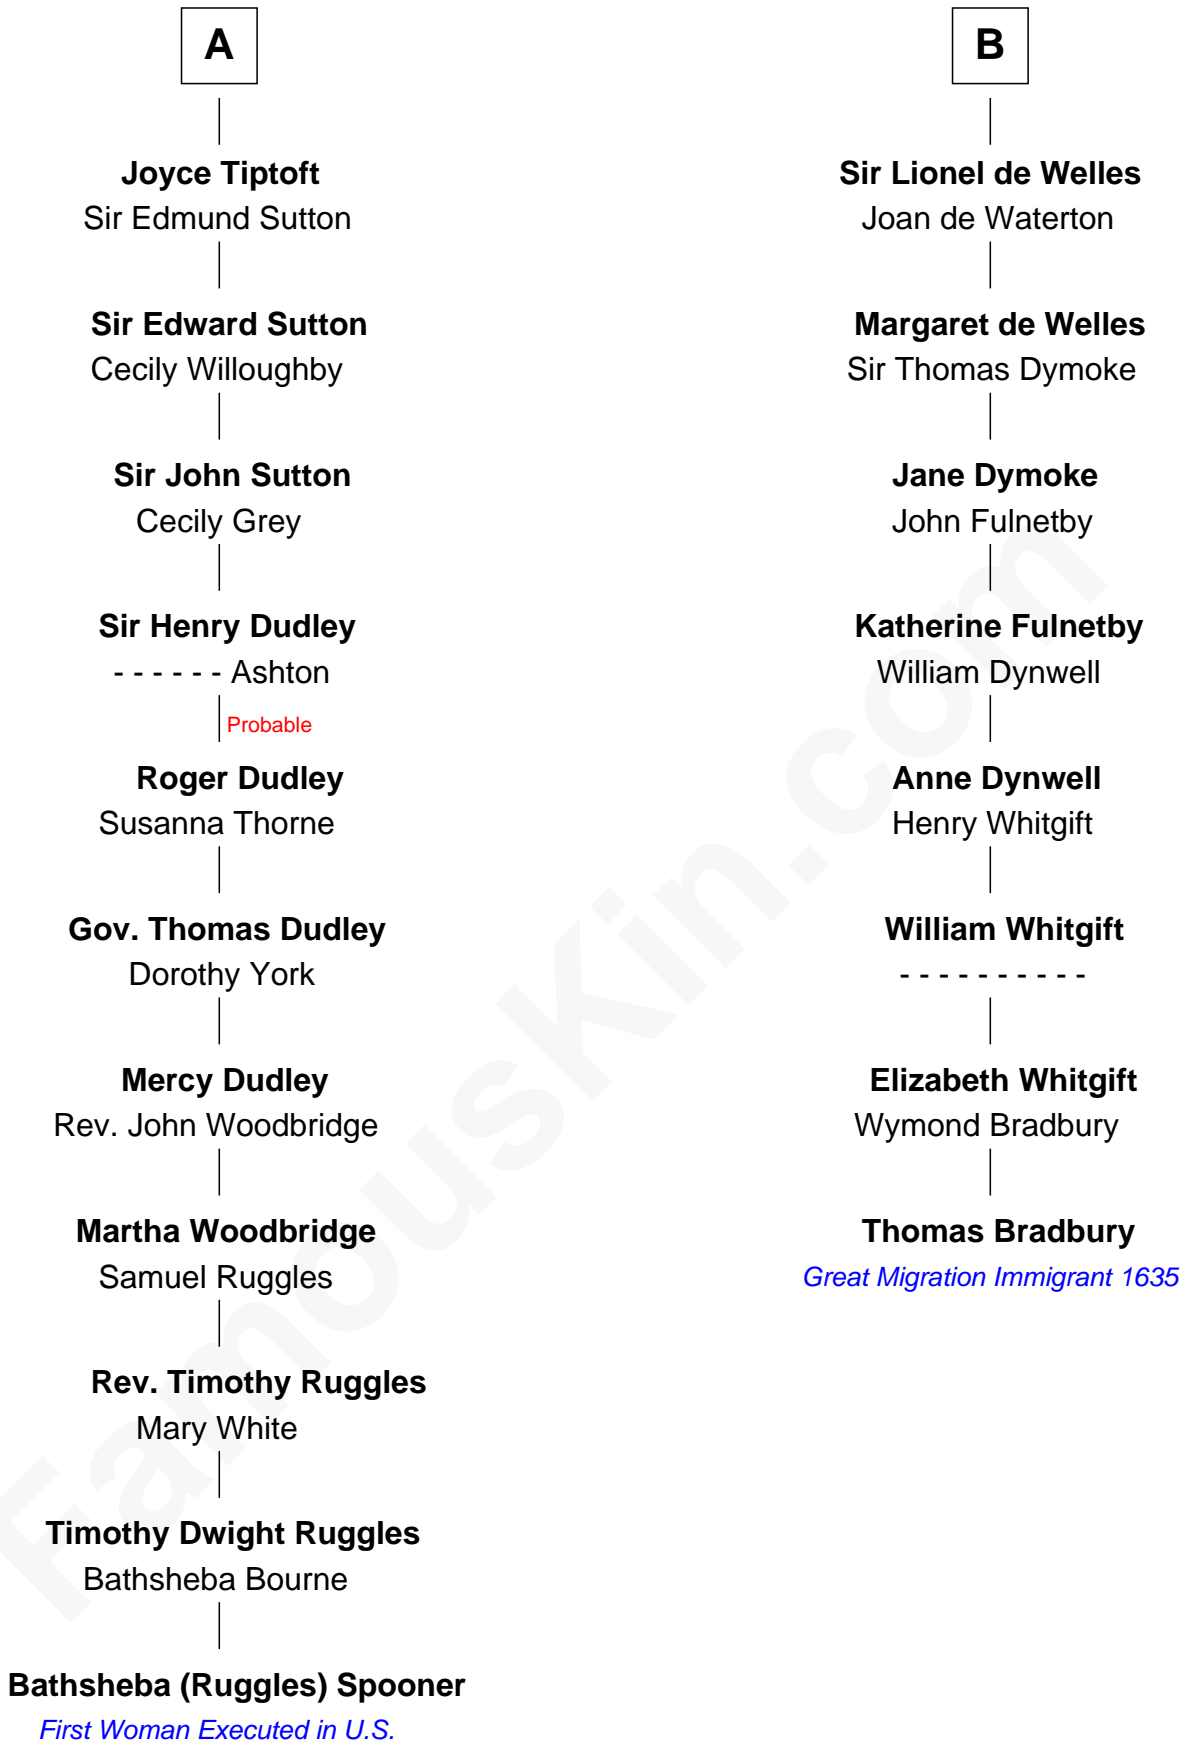 A
Joyce Tiptoft
Sir Edmund Sutton
Sir Edward Sutton
Cecily Willoughby
Sir John Sutton
Cecily Grey
Sir Henry Dudley
- - - - - - Ashton
Probable
Roger Dudley
Susanna Thorne
Gov. Thomas Dudley
Dorothy York
Mercy Dudley
Rev. John Woodbridge
Martha Woodbridge
Samuel Ruggles
Rev. Timothy Ruggles
Mary White
Timothy Dwight Ruggles
Bathsheba Bourne
Bathsheba (Ruggles) Spooner
First Woman Executed in U.S.
B
Sir Lionel de Welles
Joan de Waterton
Margaret de Welles
Sir Thomas Dymoke
Jane Dymoke
John Fulnetby
Katherine Fulnetby
William Dynwell
Anne Dynwell
Henry Whitgift
William Whitgift
- - - - - - - - - -
Elizabeth Whitgift
Wymond Bradbury
Thomas Bradbury
Great Migration Immigrant 1635
FamousKin.com